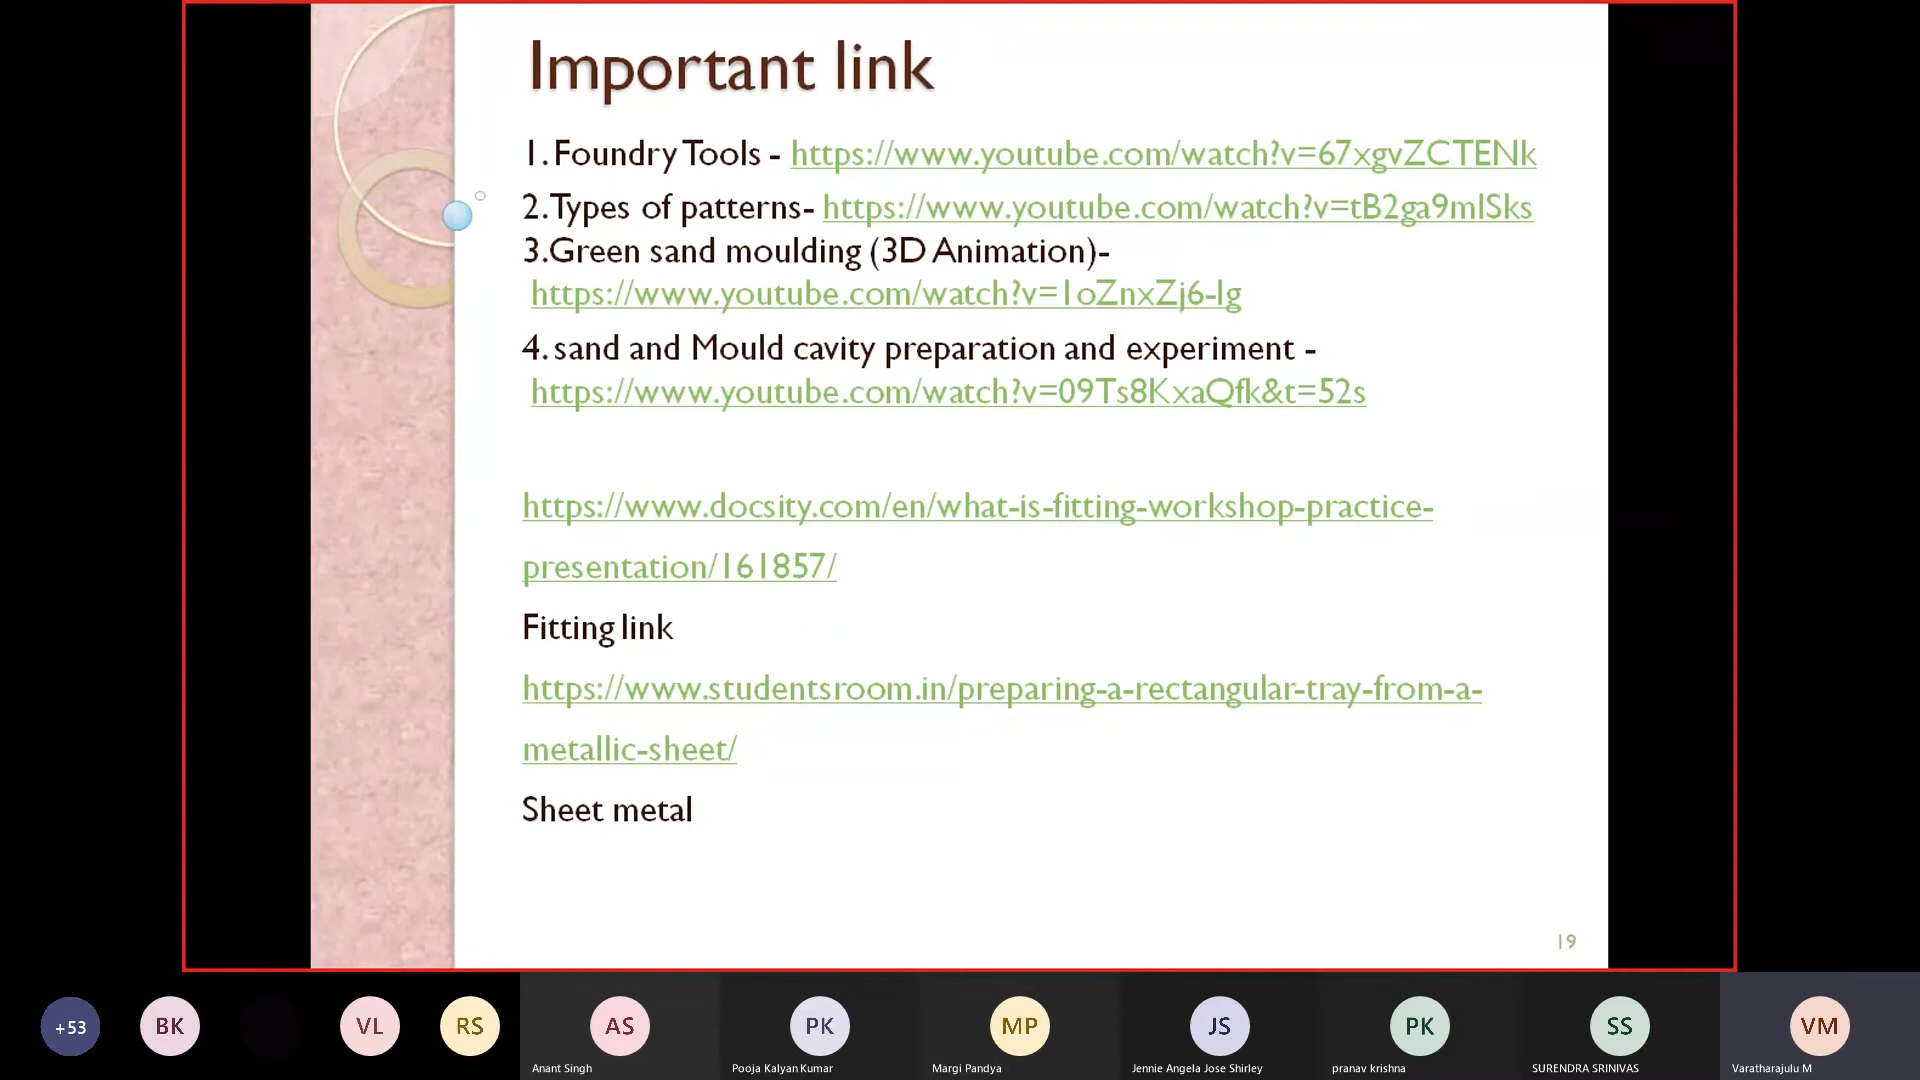 Important link
1. Foundry Tools - https://www.youtube.com/watch?v=67xgvZCTENk
2.Types of patterns- https://www.youtube.com/watch?v=tB2ga9mlSks
3.Green sand moulding (3D Animation)-
https://www.youtube.com/watch?v=1oZnxZj6-Ig
4. sand and Mould cavity preparation and experiment -
https://www.youtube.com/watch?v=09Ts8KxaQfk&t=52s
https://www.docsity.com/en/what-is-fitting-workshop-practice-
presentation/161857/
Fitting link
https://www.studentsroom.in/preparing-a-rectangular-tray-from-a-
metallic-sheet/
Sheet metal
19
+53 BK VL RS AS PK MP JS PK SS VM
Anant Singh Pooja Kalyan Kumar Margi Pandya Jennie Angela Jose Shirley pranav krishna SURENDRA SRINIVAS Varatharajulu M